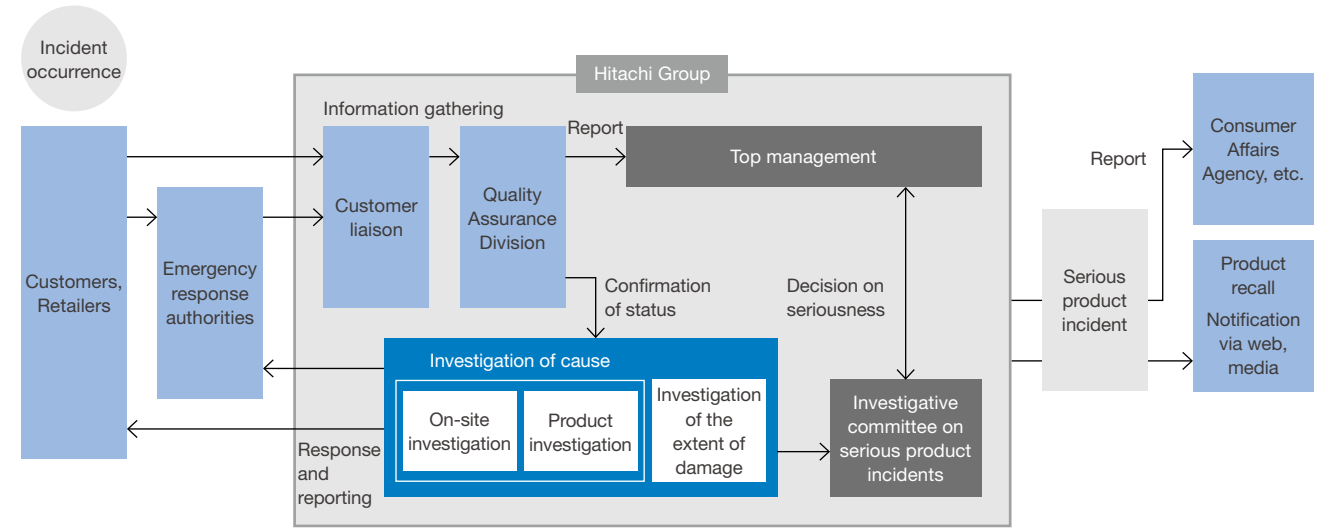 Incident
occurrence
Customers,
Retailers
Emergency
response
authorities
Hitachi Group
Information gathering
Customer
liaison
Quality
Assurance
Division
Report
Top management
Confirmation
of status
Decision on
seriousness
Investigation of cause
On-site
investigation
Product
investigation
Investigation
of the
extent of
damage
Response
and
reporting
Investigative
committee on
serious product
incidents
Serious
product
incident
Report
Consumer
Affairs
Agency, etc.
Product
recall
Notification
via web,
media